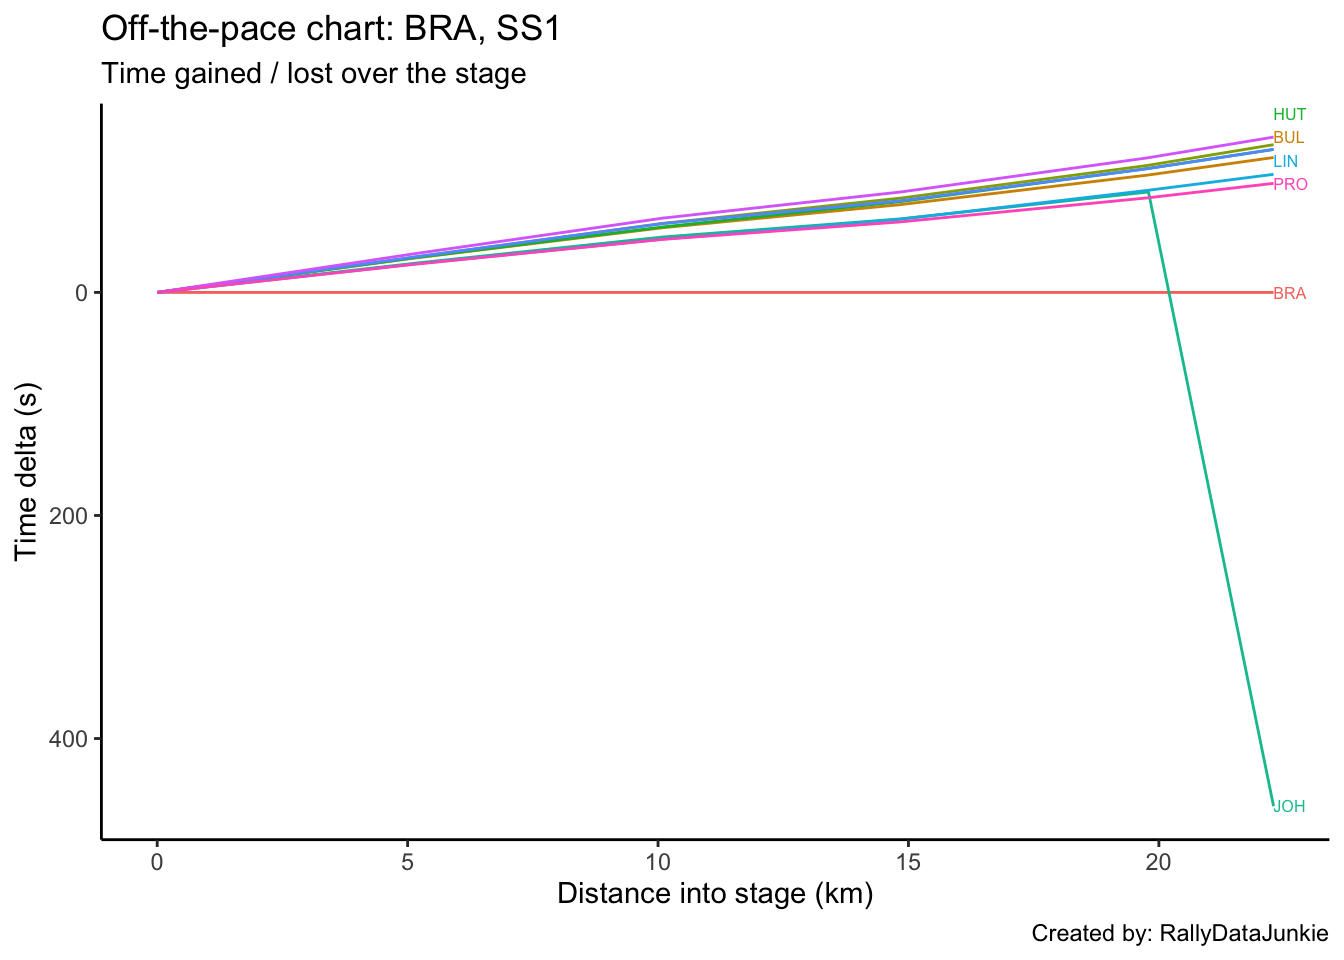 Off-the-pace chart: BRA, SS1
Time gained / lost over the stage
HUT
BUL
LIN
PRO
0
BRA
Time delta (s)
200
400
JOH
0 5 10 15 20
Distance into stage (km)
Created by: RallyDataJunkie